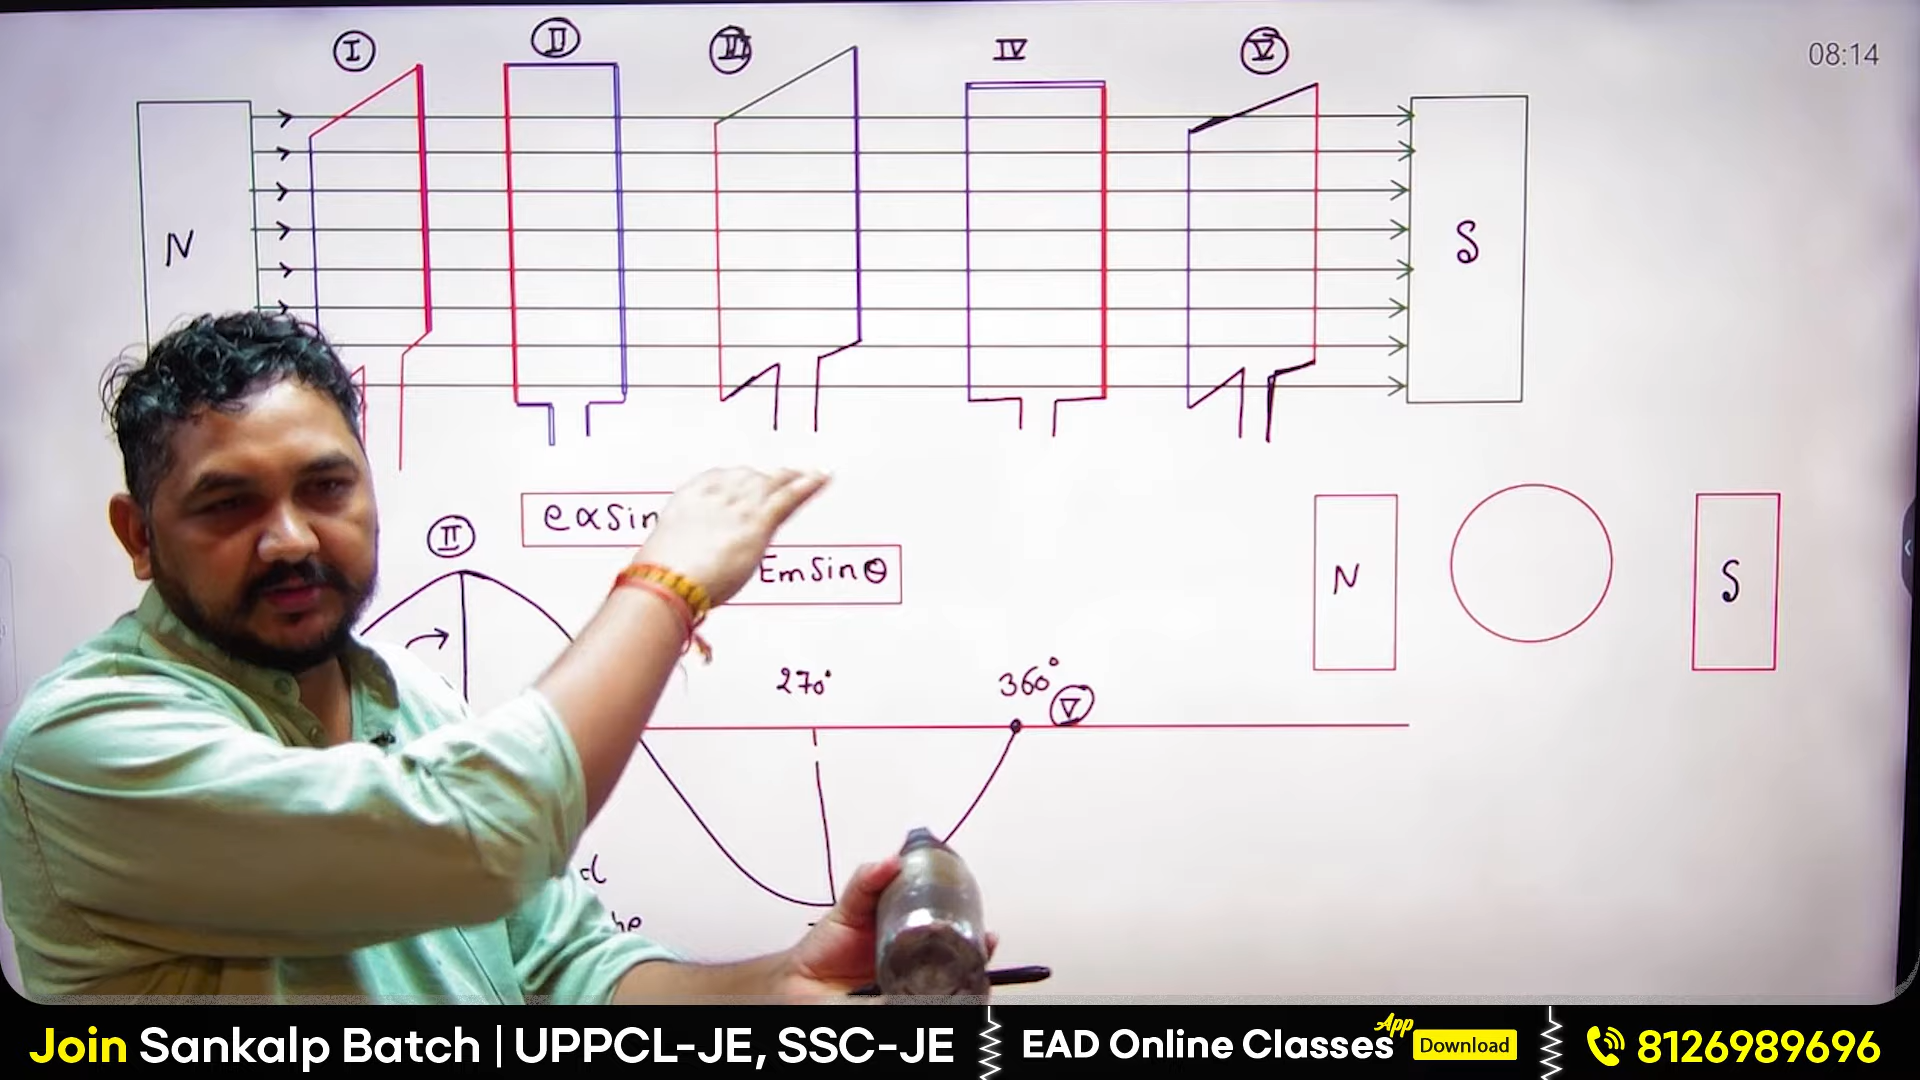 I II III IV V
08:14
N S
e α Sin
II
EmSinθ
N S
270° 360°
V
Join Sankalp Batch | UPPCL-JE, SSC-JE
EAD Online Classes App Download
8126989696